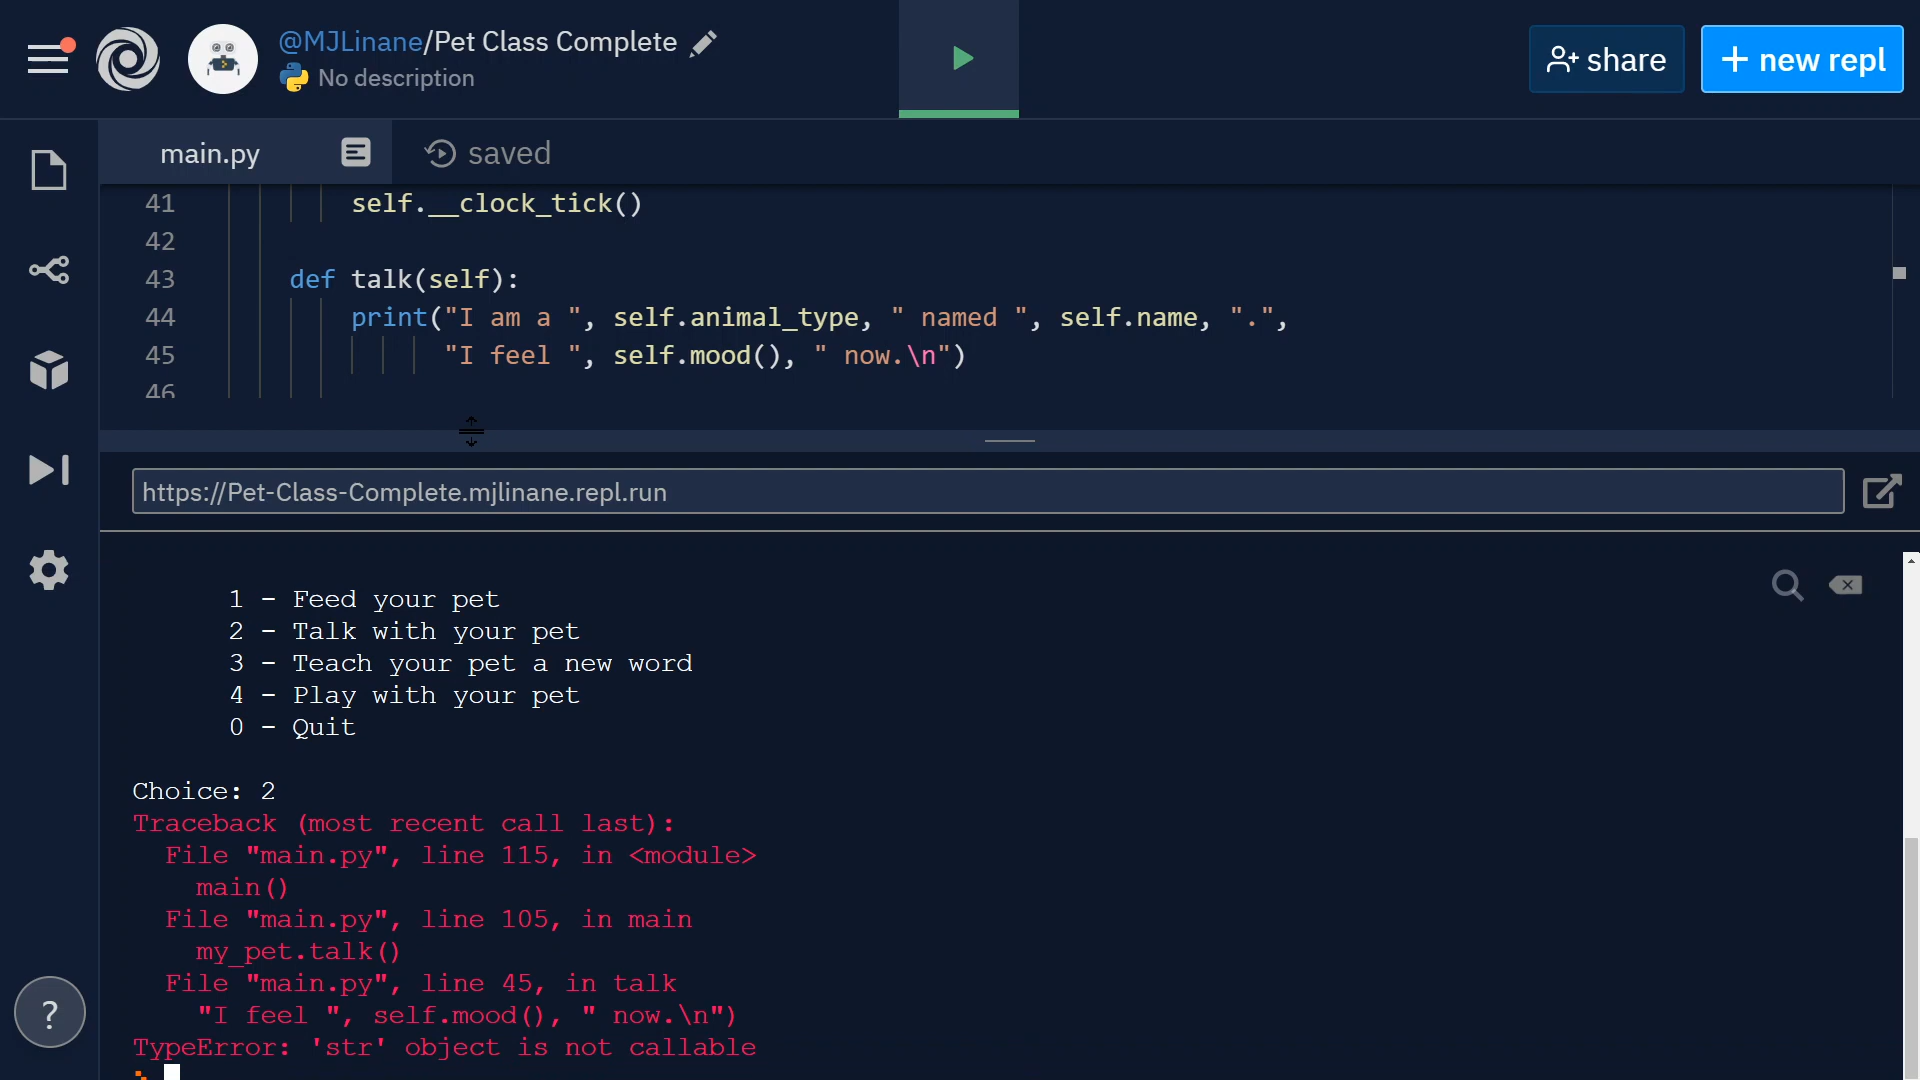 @MJLinane/Pet Class Complete
No description
share
+ new repl
main.py
saved
41 self.__clock_tick()
42
43 def talk(self):
44 print("I am a ", self.animal_type, " named ", self.name, ".",
45 "I feel ", self.mood(), " now.\n")
46
https://Pet-Class-Complete.mjlinane.repl.run
1 - Feed your pet
2 - Talk with your pet
3 - Teach your pet a new word
4 - Play with your pet
0 - Quit
Choice: 2
Traceback (most recent call last):
File "main.py", line 115, in <module>
main()
File "main.py", line 105, in main
my_pet.talk()
File "main.py", line 45, in talk
"I feel ", self.mood(), " now.\n")
TypeError: 'str' object is not callable
?